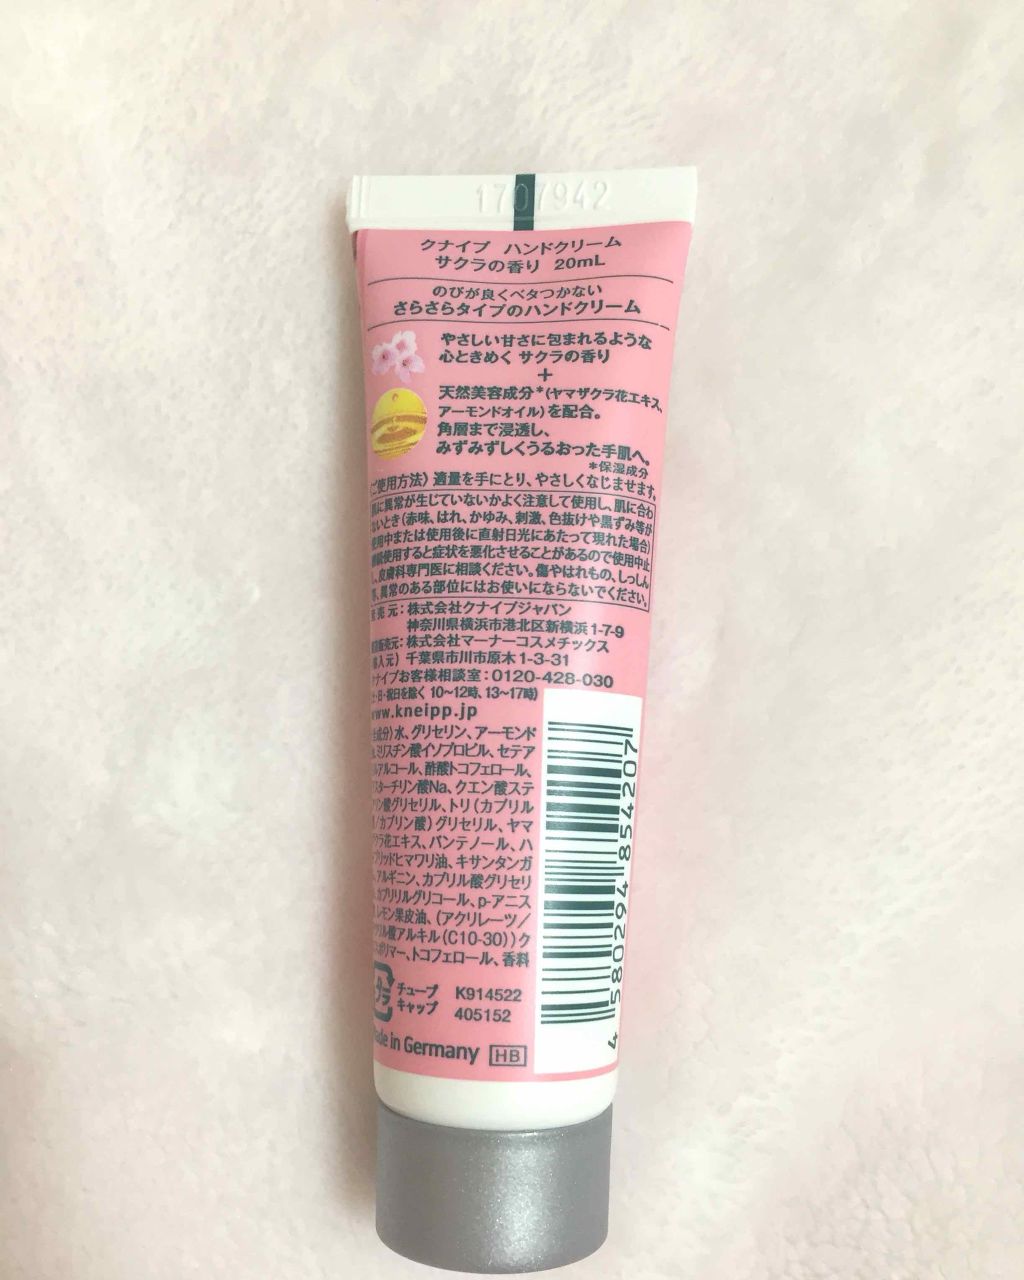 1707942
クナイプ ハンドクリーム
サクラの香り 20mL
のびが良くベタつかない
さらさらタイプのハンドクリーム
やさしい甘さに包まれるような
心ときめく サクラの香り
+
天然美容成分*(ヤマザクラ花エキス、
アーモンドオイル)を配合。
角層まで浸透し、
みずみずしくうるおった手肌へ。
*保湿成分
ご使用方法》適量を手にとり、やさしくなじませます。
肌に異常が生じていないかよく注意して使用し、肌に合わ
ないとき(赤味、はれ、かゆみ、刺激、色抜けや黒ずみ等が
使用中または使用後に直射日光にあたって現れた場合)
使用すると症状を悪化させることがあるので使用中止
し、皮膚科専門医に相談ください。傷やはれもの、しっしん
等、異常のある部位にはお使いにならないでください。
売元:株式会社クナイプジャパン
神奈川県横浜市港北区新横浜1-7-9
販売元:株式会社マーナーコスメチックス
輸入元) 千葉県市川市原木1-3-31
ナイプお客様相談室:0120-428-030
土・日・祝日を除く 10~12時、13~17時)
www.kneipp.jp
成分)水、グリセリン、アーモンド
ミリスチン酸イソプロピル、セテア
ルアルコール、酢酸トコフェロール、
スターチリン酸Na、クエン酸ステ
リン酸グリセリル、トリ(カプリル
/カプリン酸)グリセリル、ヤマ
クラ花エキス、パンテノール、ハ
ブリッドヒマワリ油、キサンタンガ
、アルギニン、カプリル酸グリセリ
カプリリルグリコール、p-アニス
レモン果皮油、(アクリレーツ/
リル酸アルキル(C10-30))ク
ポリマー、トコフェロール、香料
プラ
チューブ K914522
キャップ 405152
ade in Germany HB
4 580294 854207